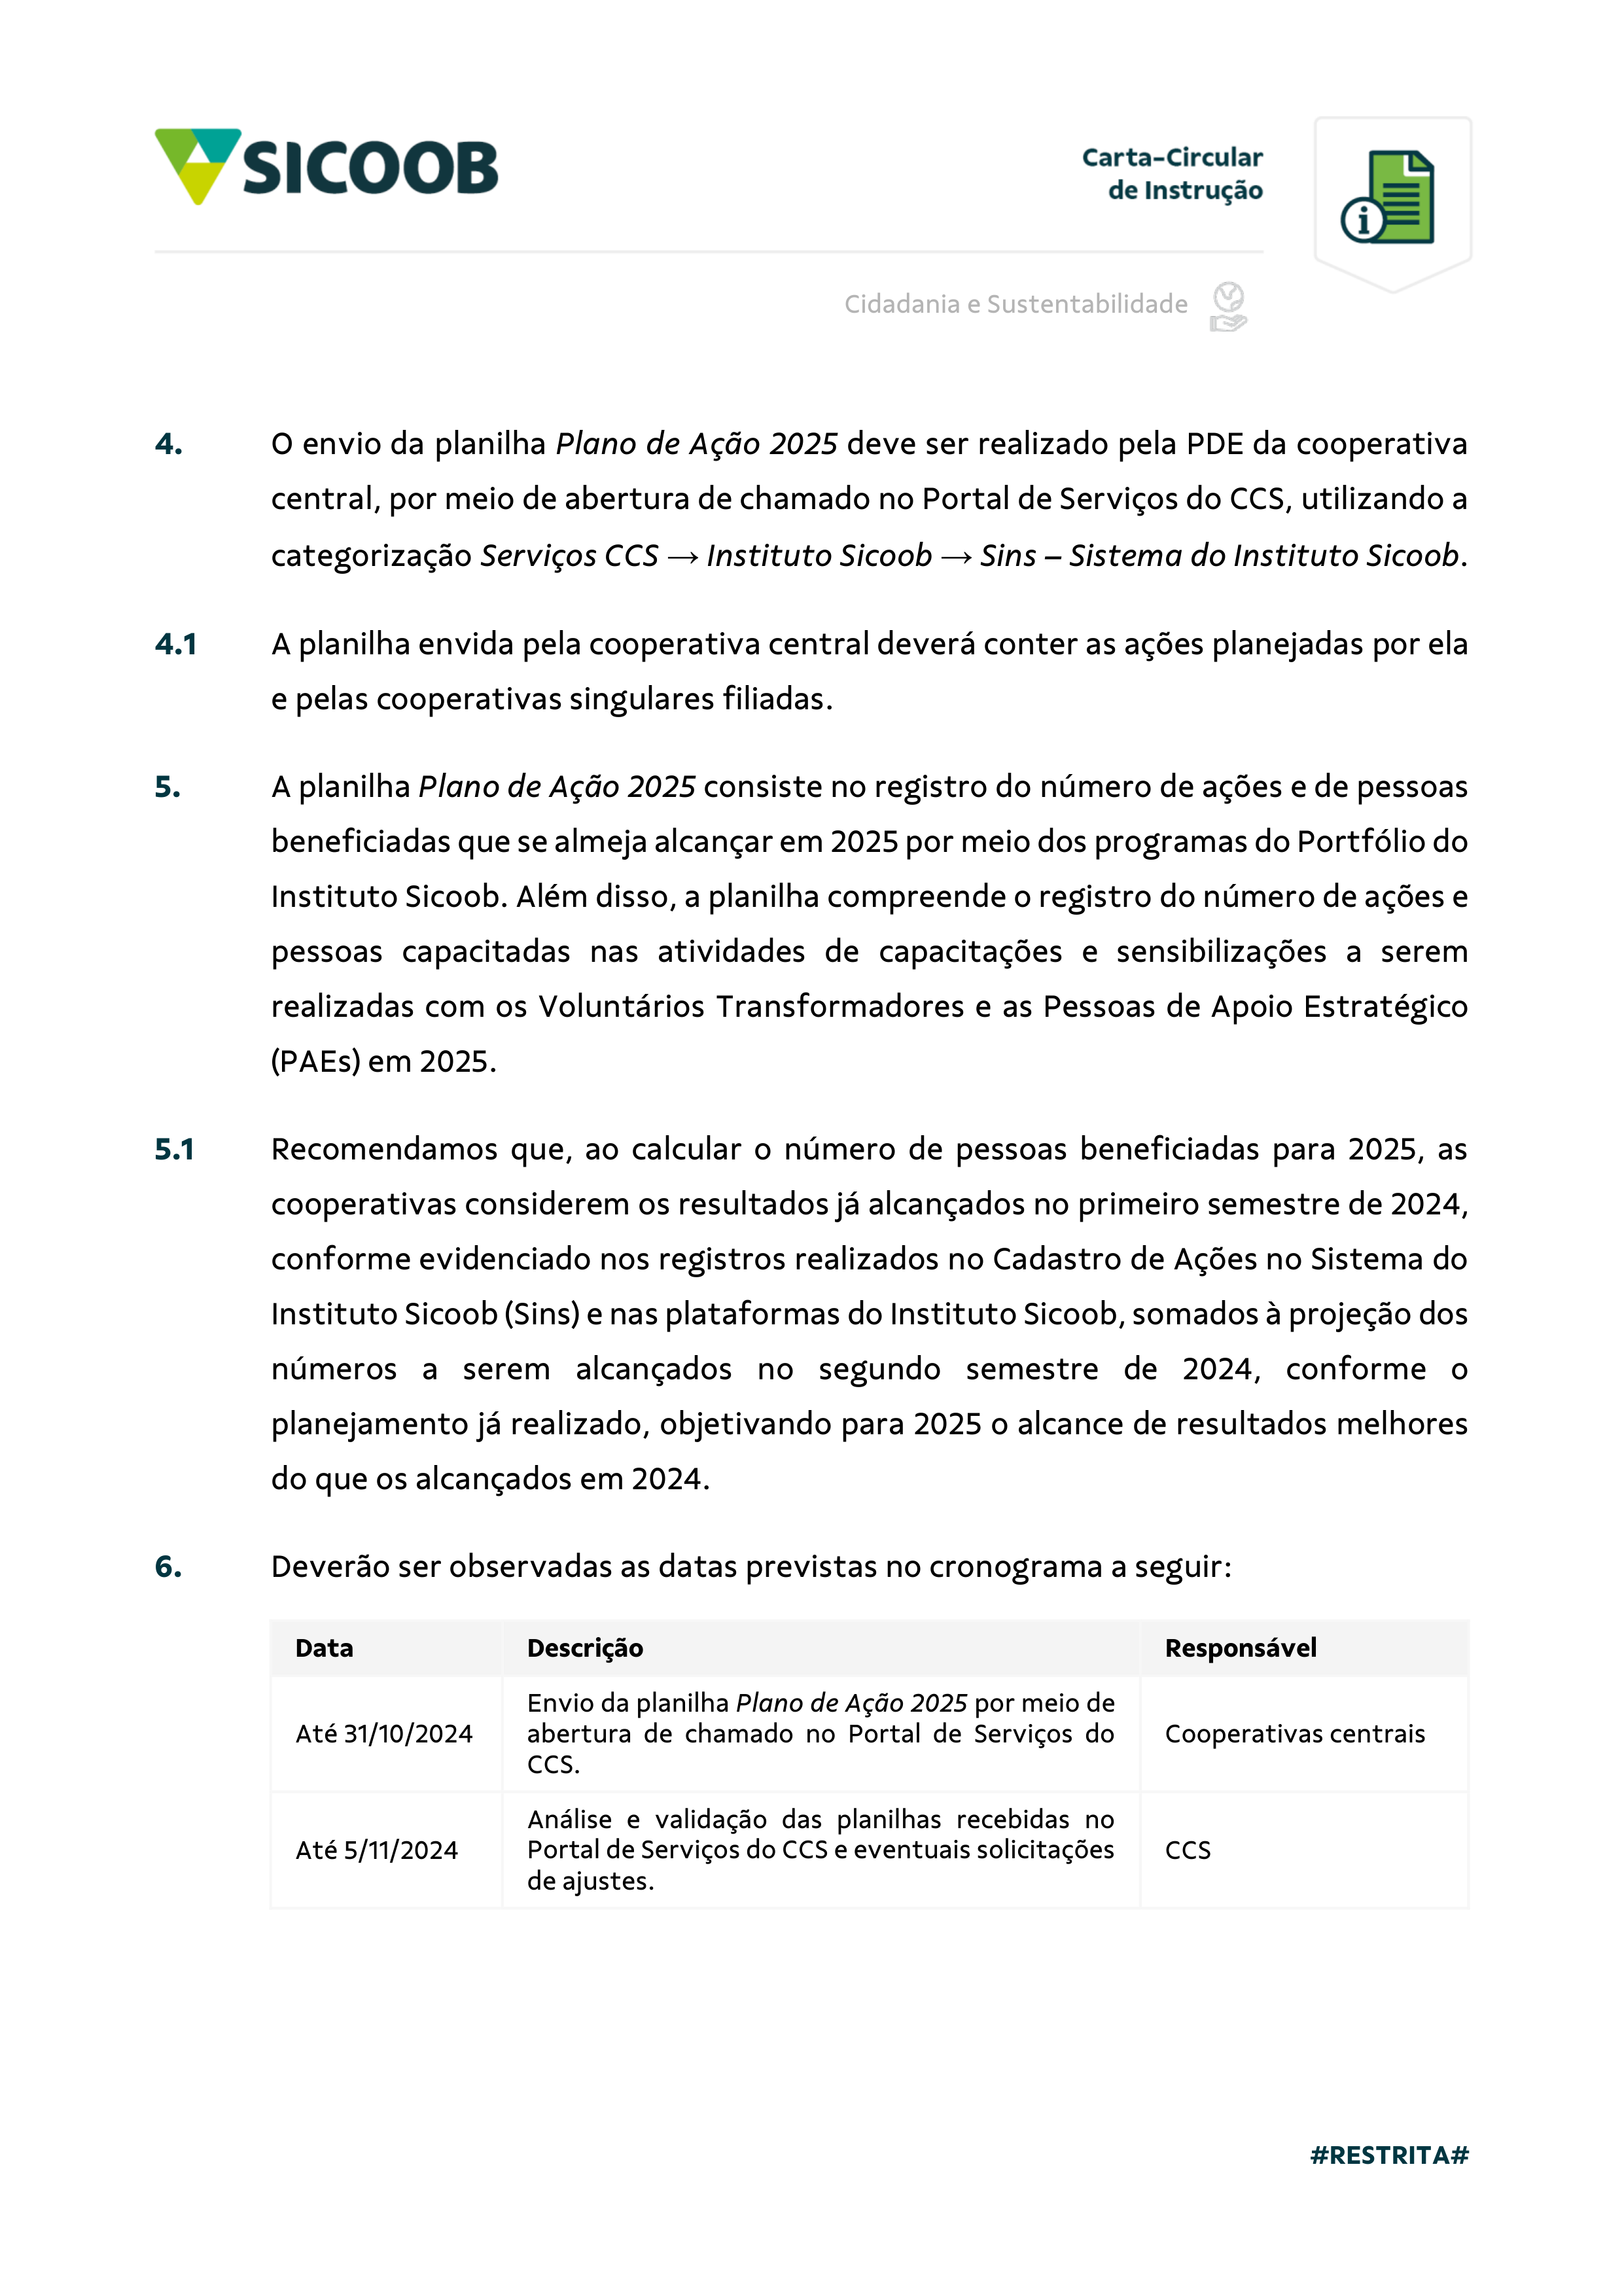 SICOOB
Carta-Circular
de Instrução
Cidadania e Sustentabilidade
4. O envio da planilha Plano de Ação 2025 deve ser realizado pela PDE da cooperativa
central, por meio de abertura de chamado no Portal de Serviços do CCS, utilizando a
categorização Serviços CCS → Instituto Sicoob → Sins – Sistema do Instituto Sicoob.
4.1 A planilha envida pela cooperativa central deverá conter as ações planejadas por ela
e pelas cooperativas singulares filiadas.
5. A planilha Plano de Ação 2025 consiste no registro do número de ações e de pessoas
beneficiadas que se almeja alcançar em 2025 por meio dos programas do Portfólio do
Instituto Sicoob. Além disso, a planilha compreende o registro do número de ações e
pessoas capacitadas nas atividades de capacitações e sensibilizações a serem
realizadas com os Voluntários Transformadores e as Pessoas de Apoio Estratégico
(PAEs) em 2025.
5.1 Recomendamos que, ao calcular o número de pessoas beneficiadas para 2025, as
cooperativas considerem os resultados já alcançados no primeiro semestre de 2024,
conforme evidenciado nos registros realizados no Cadastro de Ações no Sistema do
Instituto Sicoob (Sins) e nas plataformas do Instituto Sicoob, somados à projeção dos
números a serem alcançados no segundo semestre de 2024, conforme o
planejamento já realizado, objetivando para 2025 o alcance de resultados melhores
do que os alcançados em 2024.
6. Deverão ser observadas as datas previstas no cronograma a seguir:
Data Descrição Responsável
Envio da planilha Plano de Ação 2025 por meio de
Até 31/10/2024 abertura de chamado no Portal de Serviços do Cooperativas centrais
CCS.
Análise e validação das planilhas recebidas no
Até 5/11/2024 Portal de Serviços do CCS e eventuais solicitações CCS
de ajustes.
#RESTRITA#